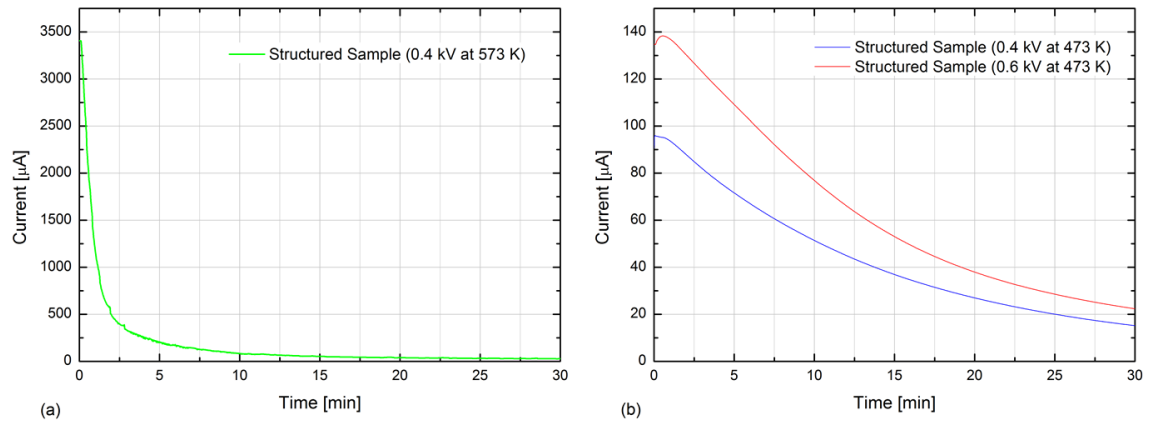 3500
3000
2500
2000
1500
1000
500
0
Current [µA]
Structured Sample (0.4 kV at 573 K)
0 5 10 15 20 25 30
Time [min]
(a)
140
120
100
80
60
40
20
0
Current [µA]
Structured Sample (0.4 kV at 473 K)
Structured Sample (0.6 kV at 473 K)
0 5 10 15 20 25 30
Time [min]
(b)